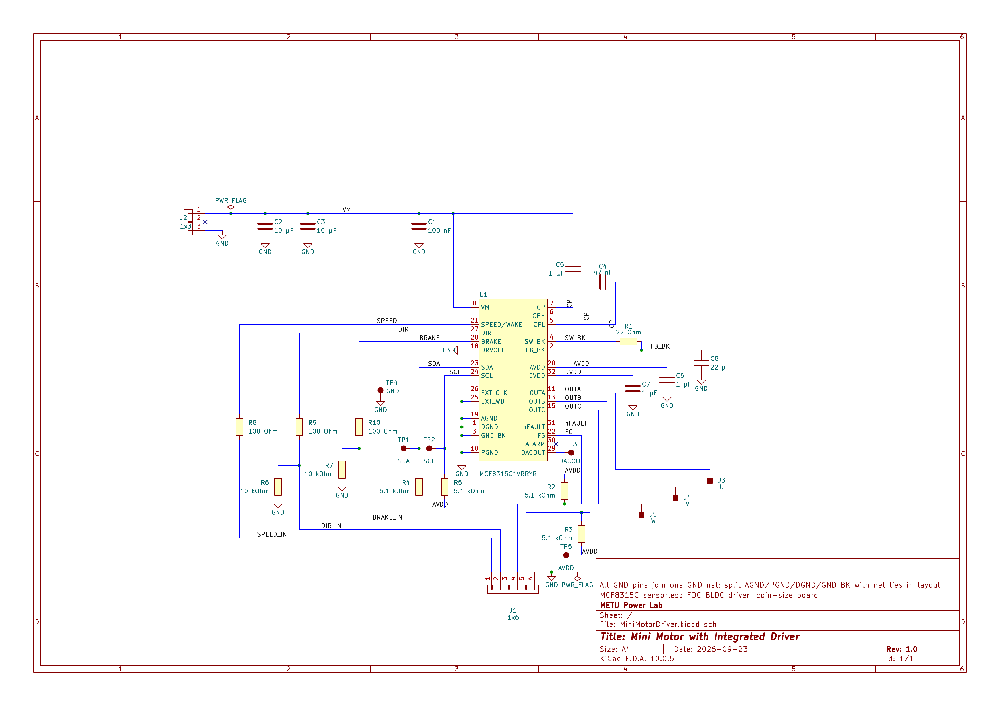 1 2 3 4 5 6
A A
B B
C C
D D
PWR_FLAG
J2
1x3
1
2
3
GND
VM
C2
10 µF
GND
C3
10 µF
GND
C1
100 nF
GND
C5
1 µF
C4
47 nF
CP
CPH
CPL
U1
8 VM
21 SPEED/WAKE
27 DIR
28 BRAKE
18 DRVOFF
23 SDA
24 SCL
26 EXT_CLK
25 EXT_WD
19 AGND
1 DGND
3 GND_BK
10 PGND
CP 7
CPH 6
CPL 5
SW_BK 4
FB_BK 2
AVDD 20
DVDD 32
OUTA 11
OUTB 13
OUTC 15
nFAULT 31
FG 22
ALARM 30
DACOUT 29
MCF8315C1VRRYR
SPEED
DIR
BRAKE
GND
SDA
SCL
GND
SW_BK
R1
22 Ohm
FB_BK
C8
22 µF
GND
AVDD
C6
1 µF
GND
DVDD
C7
1 µF
GND
OUTA
OUTB
OUTC
nFAULT
FG
TP3
DACOUT
TP4
GND
GND
R8
100 Ohm
R9
100 Ohm
R10
100 Ohm
TP1
SDA
TP2
SCL
R7
10 kOhm
GND
R6
10 kOhm
GND
R4
5.1 kOhm
R5
5.1 kOhm
AVDD
AVDD
R2
5.1 kOhm
J3
U
J4
V
J5
W
BRAKE_IN
DIR_IN
SPEED_IN
R3
5.1 kOhm
TP5
AVDD
AVDD
GND PWR_FLAG
1 2 3 4 5 6
J1
1x6
All GND pins join one GND net; split AGND/PGND/DGND/GND_BK with net ties in layout
MCF8315C sensorless FOC BLDC driver, coin-size board
METU Power Lab
Sheet: /
File: MiniMotorDriver.kicad_sch
Title: Mini Motor with Integrated Driver
Size: A4 Date: 2026-09-23 Rev: 1.0
KiCad E.D.A. 10.0.5 Id: 1/1
1 2 3 4 5 6